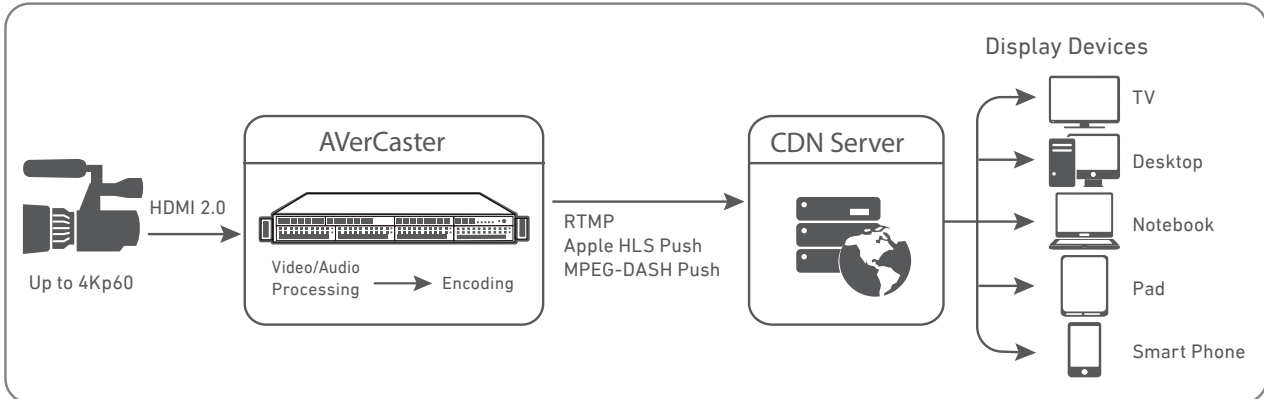 Display Devices
AVerCaster
CDN Server
TV
Desktop
HDMI 2.0
RTMP
Apple HLS Push
MPEG-DASH Push
Notebook
Up to 4Kp60
Video/Audio
Processing
Encoding
Pad
Smart Phone